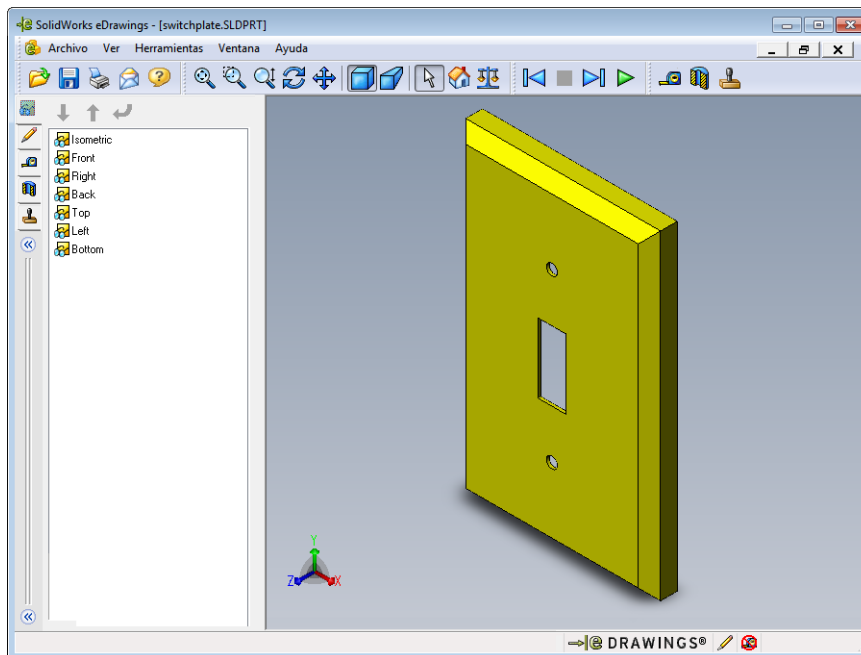 SolidWorks eDrawings - [switchplate.SLDPRT]
Archivo Ver Herramientas Ventana Ayuda
Isometric
Front
Right
Back
Top
Left
Bottom
Y
Z X
e DRAWINGS®